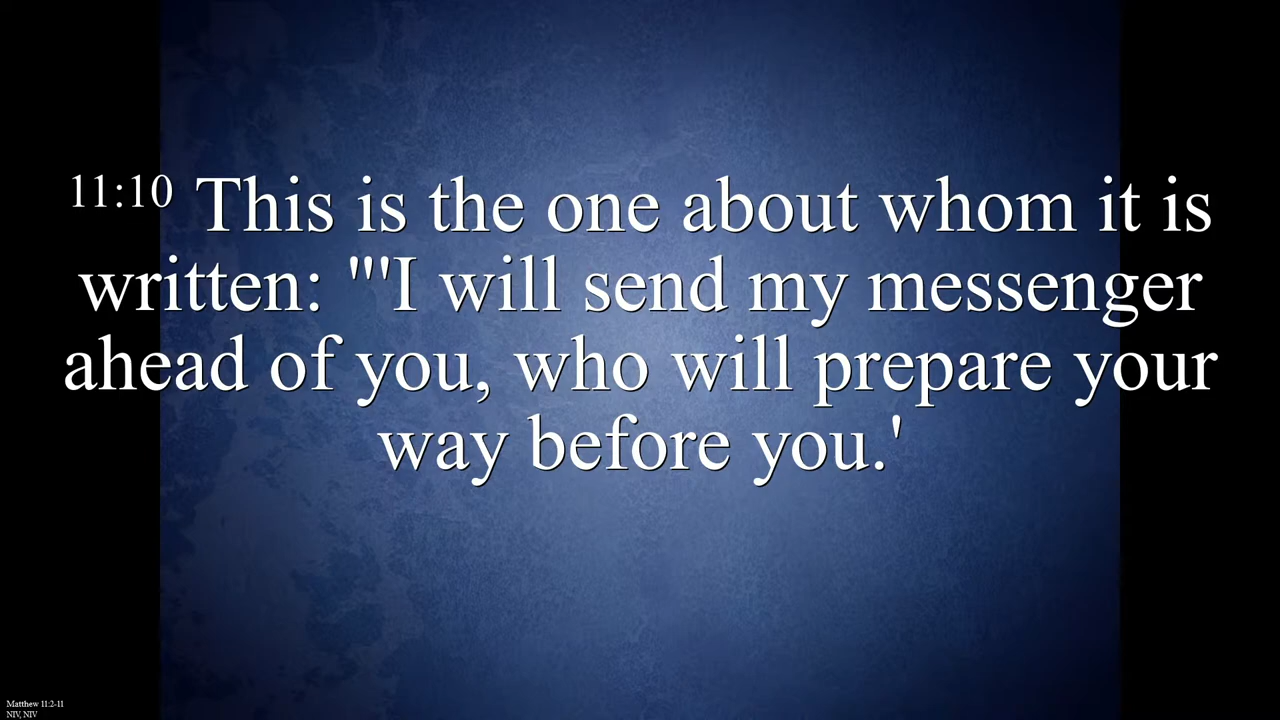 11:10 This is the one about whom it is
written: "'I will send my messenger
ahead of you, who will prepare your
way before you.'
Matthew 11:2-11
NIV, NIV